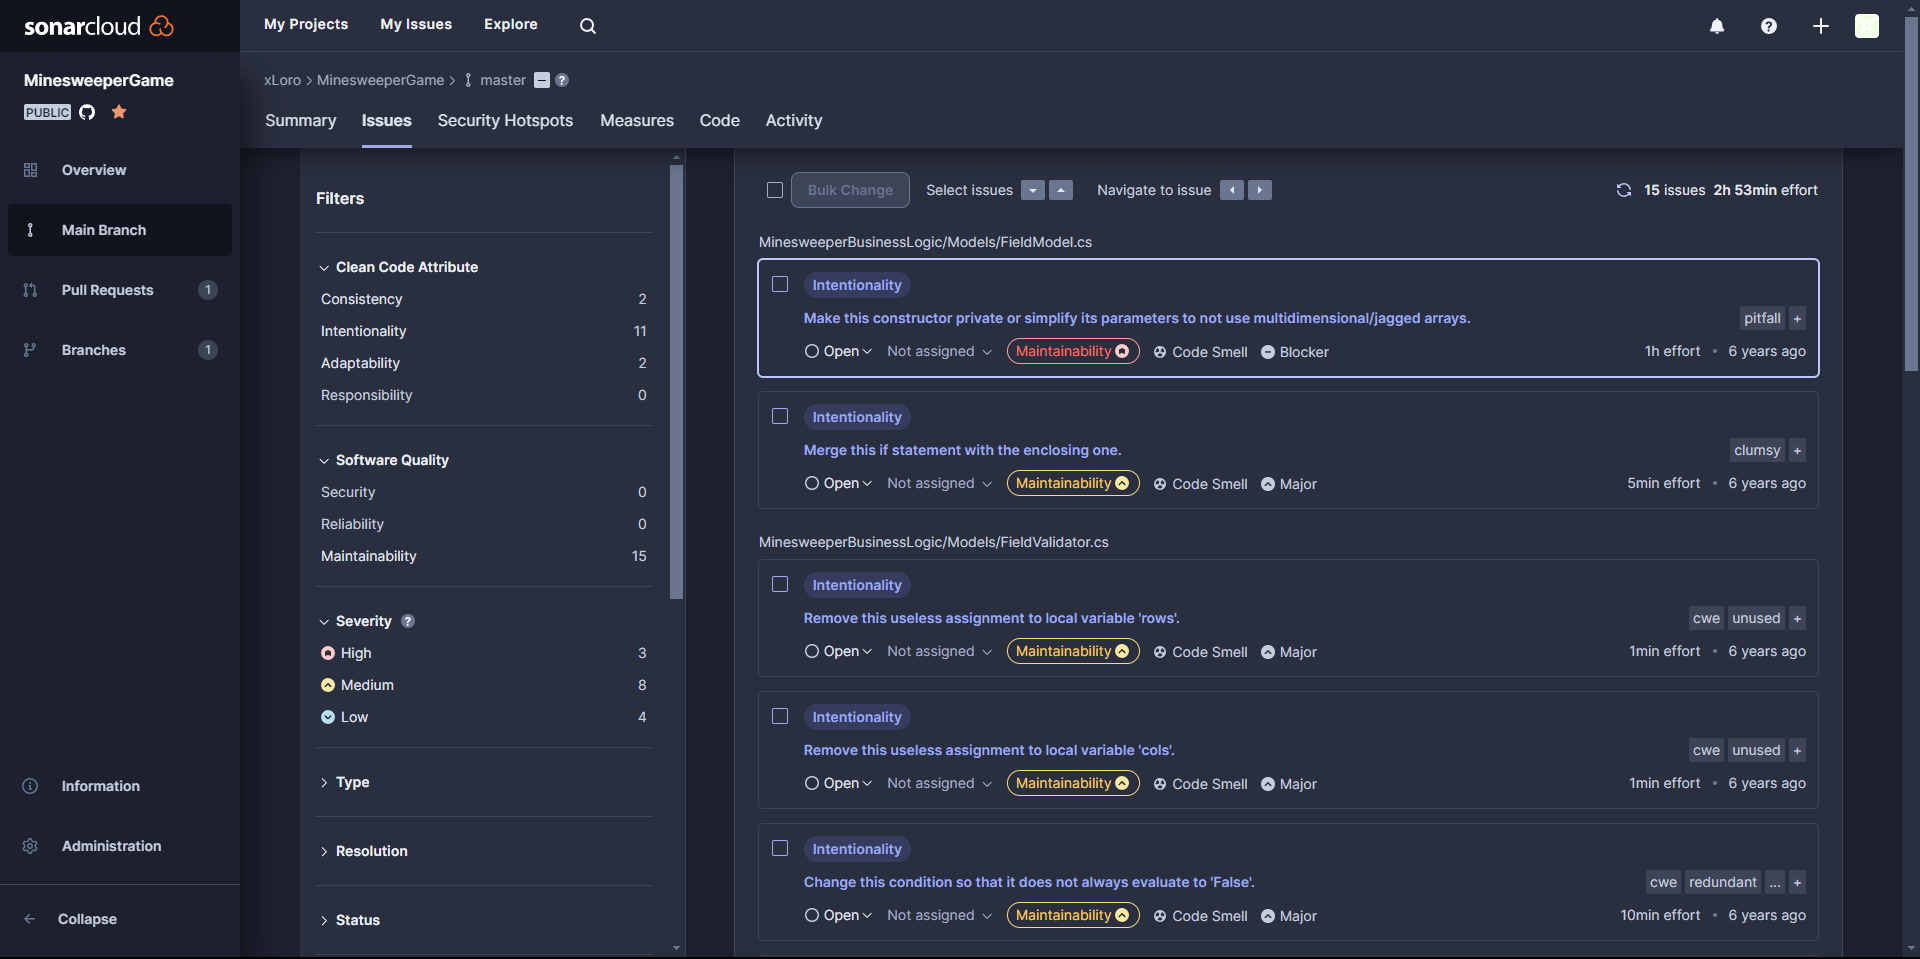 sonarcloud
My Projects My Issues Explore
MinesweeperGame
PUBLIC
Overview
Main Branch
Pull Requests 1
Branches 1
Information
Administration
Collapse
xLoro > MinesweeperGame > master
Summary Issues Security Hotspots Measures Code Activity
Filters
Clean Code Attribute
Consistency 2
Intentionality 11
Adaptability 2
Responsibility 0
Software Quality
Security 0
Reliability 0
Maintainability 15
Severity ?
High 3
Medium 8
Low 4
Type
Resolution
Status
Bulk Change Select issues Navigate to issue 15 issues 2h 53min effort
MinesweeperBusinessLogic/Models/FieldModel.cs
Intentionality
Make this constructor private or simplify its parameters to not use multidimensional/jagged arrays. pitfall +
Open Not assigned Maintainability Code Smell Blocker 1h effort • 6 years ago
Intentionality
Merge this if statement with the enclosing one. clumsy +
Open Not assigned Maintainability Code Smell Major 5min effort • 6 years ago
MinesweeperBusinessLogic/Models/FieldValidator.cs
Intentionality
Remove this useless assignment to local variable 'rows'. cwe unused +
Open Not assigned Maintainability Code Smell Major 1min effort • 6 years ago
Intentionality
Remove this useless assignment to local variable 'cols'. cwe unused +
Open Not assigned Maintainability Code Smell Major 1min effort • 6 years ago
Intentionality
Change this condition so that it does not always evaluate to 'False'. cwe redundant ... +
Open Not assigned Maintainability Code Smell Major 10min effort • 6 years ago